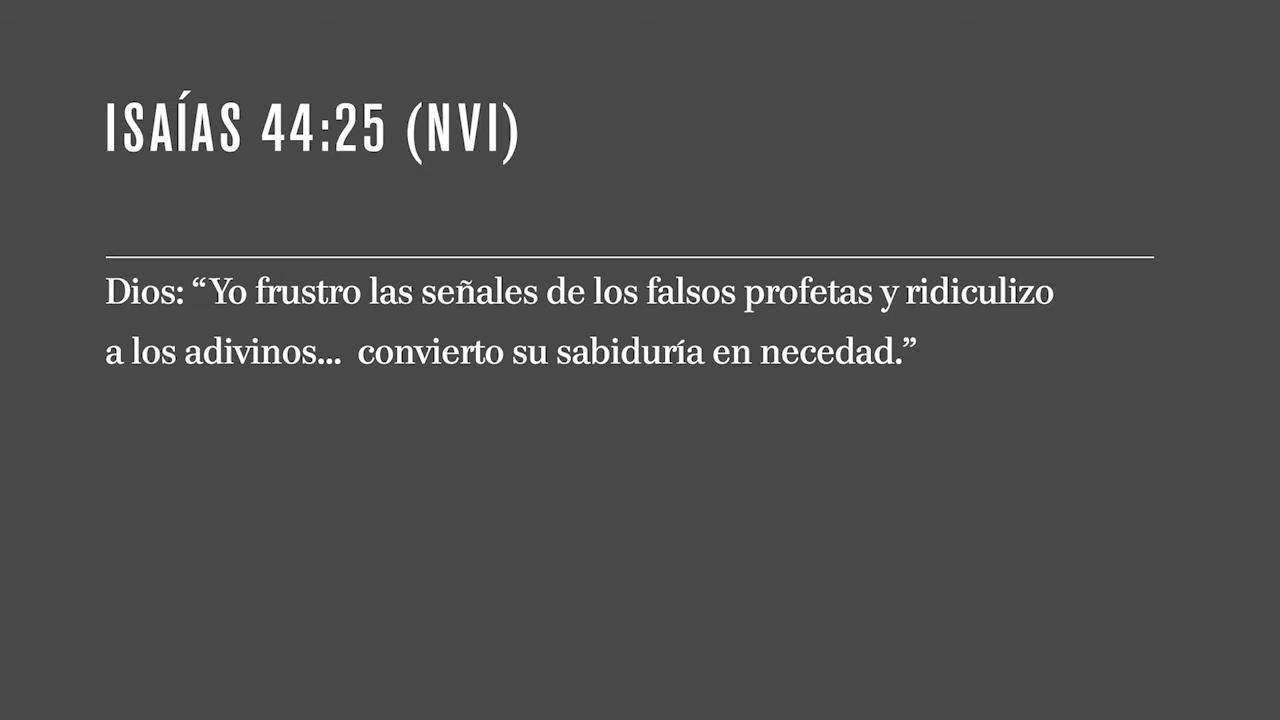 ISAÍAS 44:25 (NVI)
Dios: “Yo frustro las señales de los falsos profetas y ridiculizo
a los adivinos...  convierto su sabiduría en necedad.”